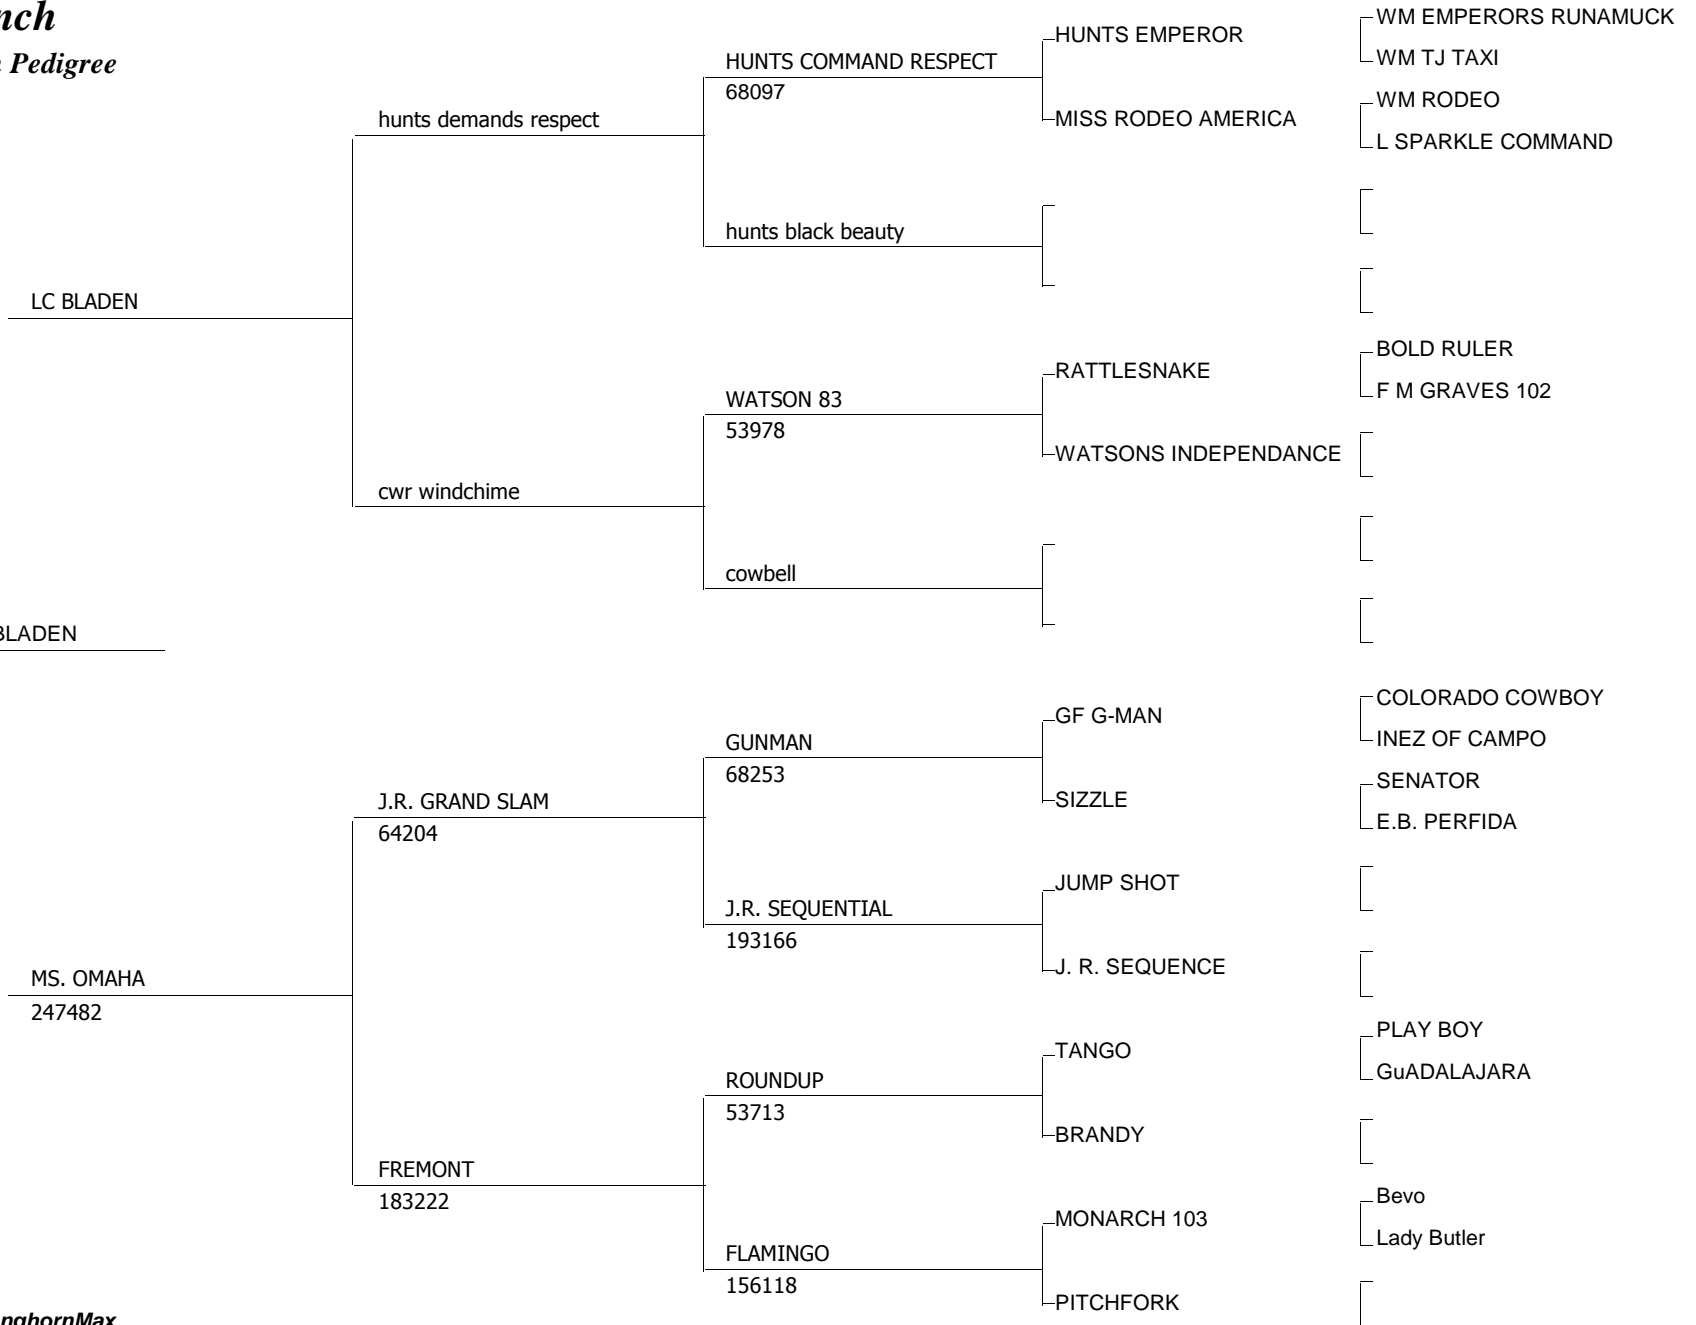 Pedigree
HUNTS EMPEROR
WM EMPERORS RUNAMUCK
HUNTS COMMAND RESPECT
68097
WM TJ TAXI
hunts demands respect
MISS RODEO AMERICA
WM RODEO
L SPARKLE COMMAND
hunts black beauty
LC BLADEN
RATTLESNAKE
BOLD RULER
F M GRAVES 102
WATSON 83
53978
WATSONS INDEPENDANCE
cwr windchime
cowbell
BLADEN
GF G-MAN
COLORADO COWBOY
INEZ OF CAMPO
GUNMAN
68253
J.R. GRAND SLAM
64204
SIZZLE
SENATOR
E.B. PERFIDA
JUMP SHOT
J.R. SEQUENTIAL
193166
J. R. SEQUENCE
MS. OMAHA
247482
TANGO
PLAY BOY
GuADALAJARA
ROUNDUP
53713
BRANDY
FREMONT
183222
MONARCH 103
Bevo
Lady Butler
FLAMINGO
156118
PITCHFORK